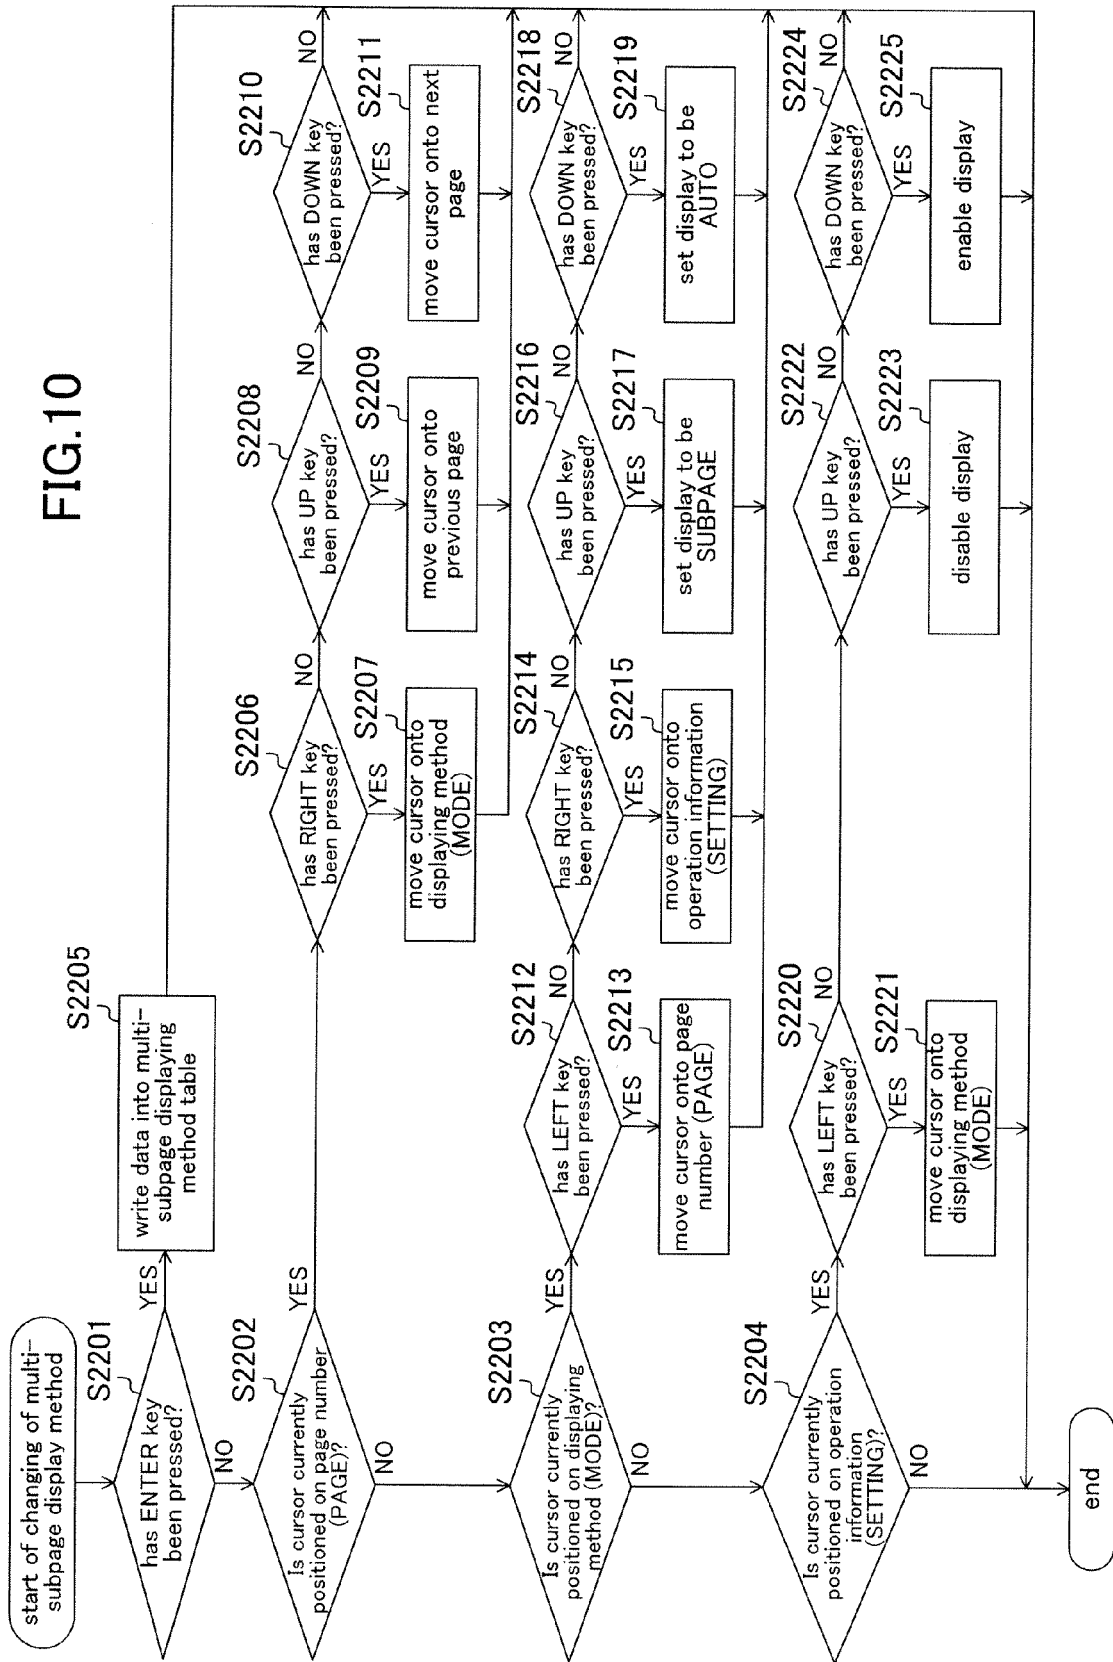 FIG.10
start of changing of multi-
subpage display method
S2201
has ENTER key
been pressed?
YES
NO
S2205
write data into multi-
subpage displaying
method table
S2202
Is cursor currently
positioned on page number
(PAGE)?
YES
NO
S2206
has RIGHT key
been pressed?
NO
YES
S2207
move cursor onto
displaying method
(MODE)
S2208
has UP key
been pressed?
NO
YES
S2209
move cursor onto
previous page
S2210
has DOWN key
been pressed?
NO
YES
S2211
move cursor onto next
page
S2203
Is cursor currently
positioned on displaying
method (MODE)?
YES
NO
S2212
has LEFT key
been pressed?
NO
YES
S2213
move cursor onto page
number (PAGE)
S2214
has RIGHT key
been pressed?
NO
YES
S2215
move cursor onto
operation information
(SETTING)
S2216
has UP key
been pressed?
NO
YES
S2217
set display to be
SUBPAGE
S2218
has DOWN key
been pressed?
NO
YES
S2219
set display to be
AUTO
S2204
Is cursor currently
positioned on operation
information
(SETTING)?
YES
NO
S2220
has LEFT key
been pressed?
NO
YES
S2221
move cursor onto
displaying method
(MODE)
S2222
has UP key
been pressed?
NO
YES
S2223
disable display
S2224
has DOWN key
been pressed?
NO
YES
S2225
enable display
end